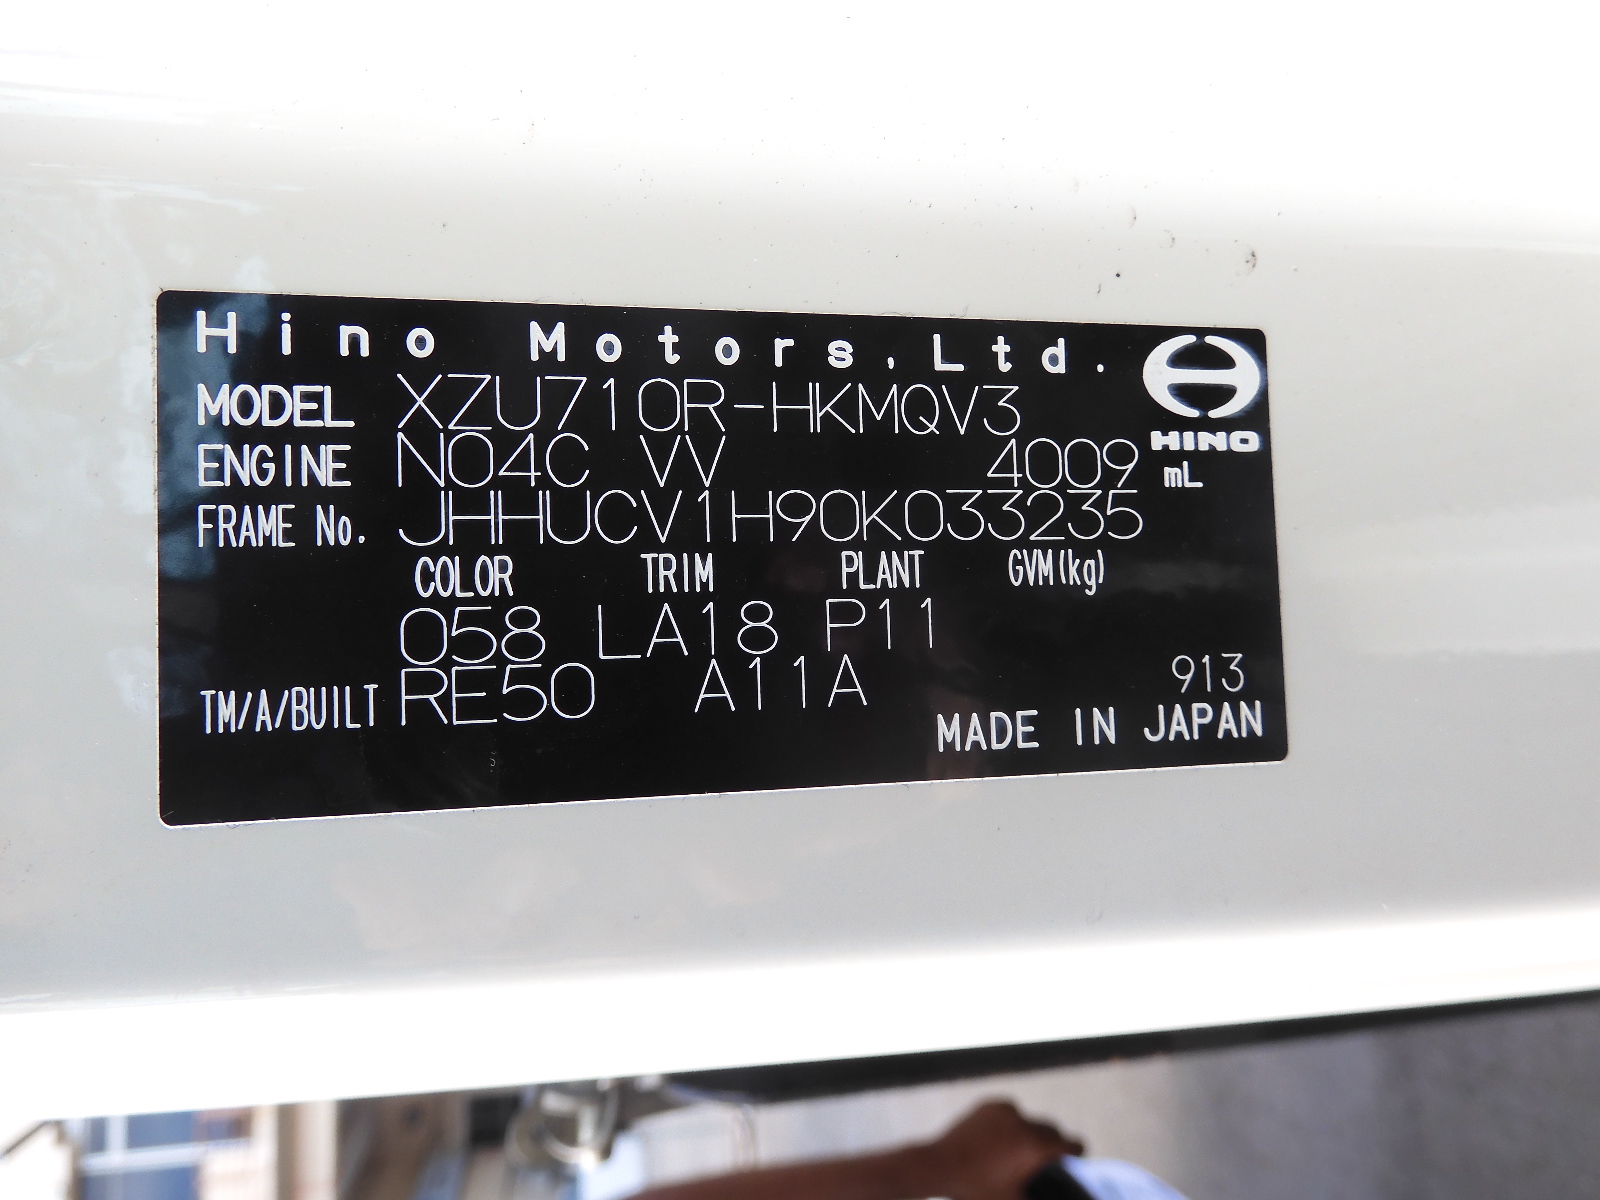 Hino Motors, Ltd.
HINO
MODEL XZU710R-HKMQV3
ENGINE N04C VV 4009 mL
FRAME No. JHHUCV1H90K033235
COLOR TRIM PLANT GVM(kg)
058 LA18 P11
TM/A/BUILT RE50 A11A 913
MADE IN JAPAN